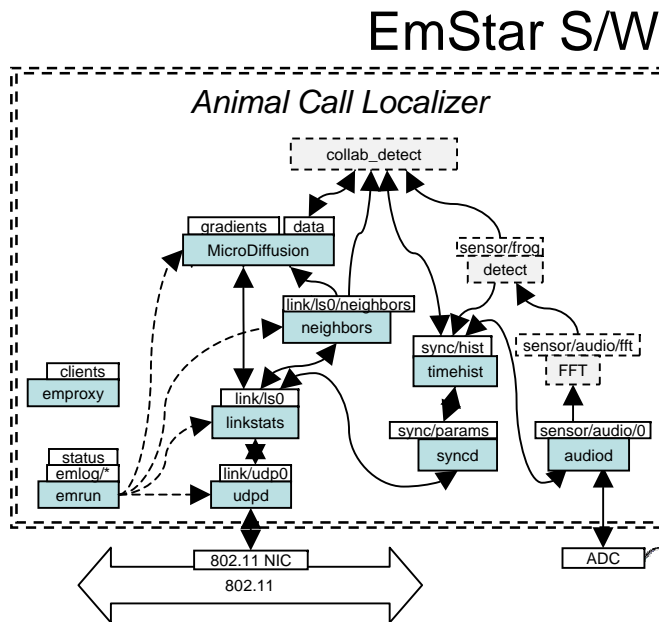 EmStar S/W
Animal Call Localizer
collab_detect
gradients
data
MicroDiffusion
sensor/frog
detect
link/ls0/neighbors
neighbors
sync/hist
timehist
sensor/audio/fft
FFT
clients
emproxy
link/ls0
linkstats
sync/params
syncd
sensor/audio/0
audiod
status
emlog/*
emrun
link/udp0
udpd
802.11 NIC
802.11
ADC